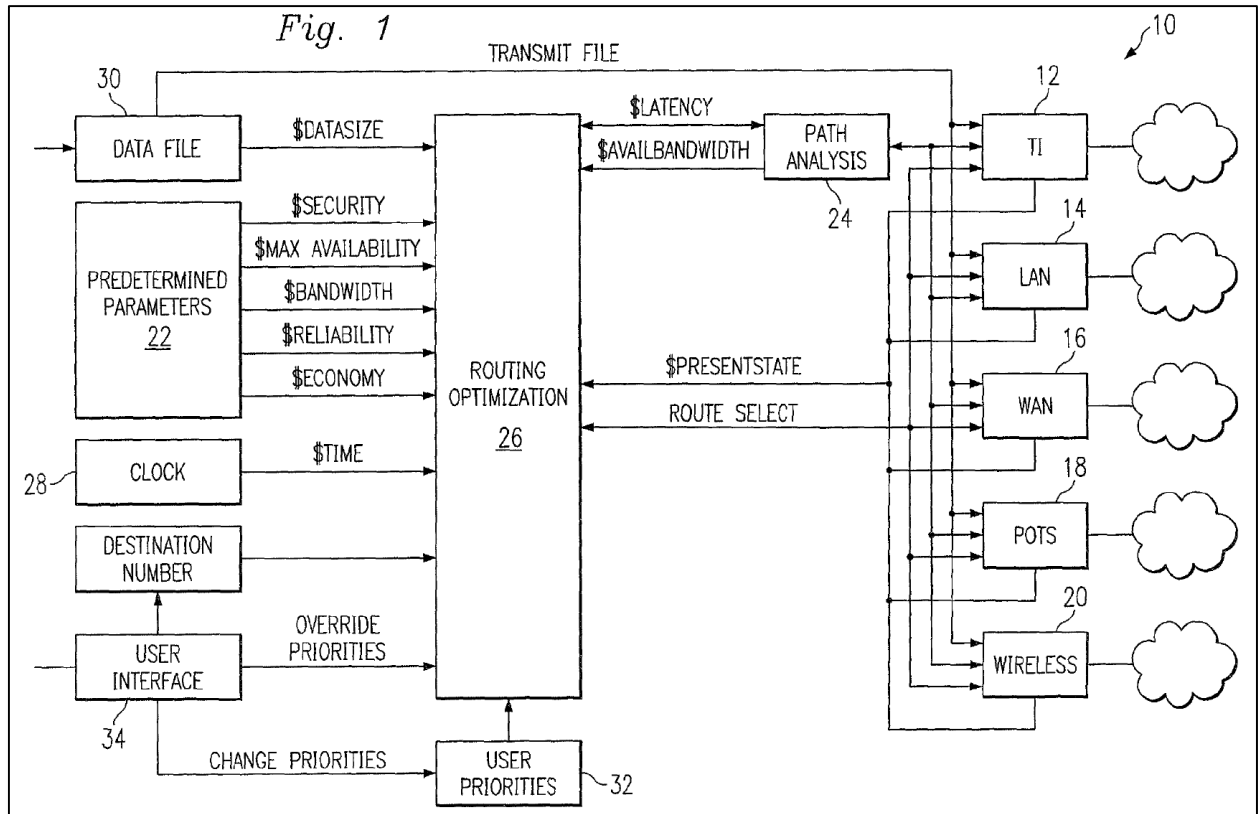 Fig. 1
10
TRANSMIT FILE
30
12
DATA FILE
$DATASIZE
$LATENCY
$AVAILBANDWIDTH
PATH
ANALYSIS
24
TI
PREDETERMINED
PARAMETERS
22
$SECURITY
$MAX AVAILABILITY
$BANDWIDTH
$RELIABILITY
$ECONOMY
ROUTING
OPTIMIZATION
26
14
LAN
$PRESENTSTATE
ROUTE SELECT
16
WAN
28
CLOCK
$TIME
18
POTS
DESTINATION
NUMBER
USER
INTERFACE
34
OVERRIDE
PRIORITIES
20
WIRELESS
CHANGE PRIORITIES
USER
PRIORITIES
32